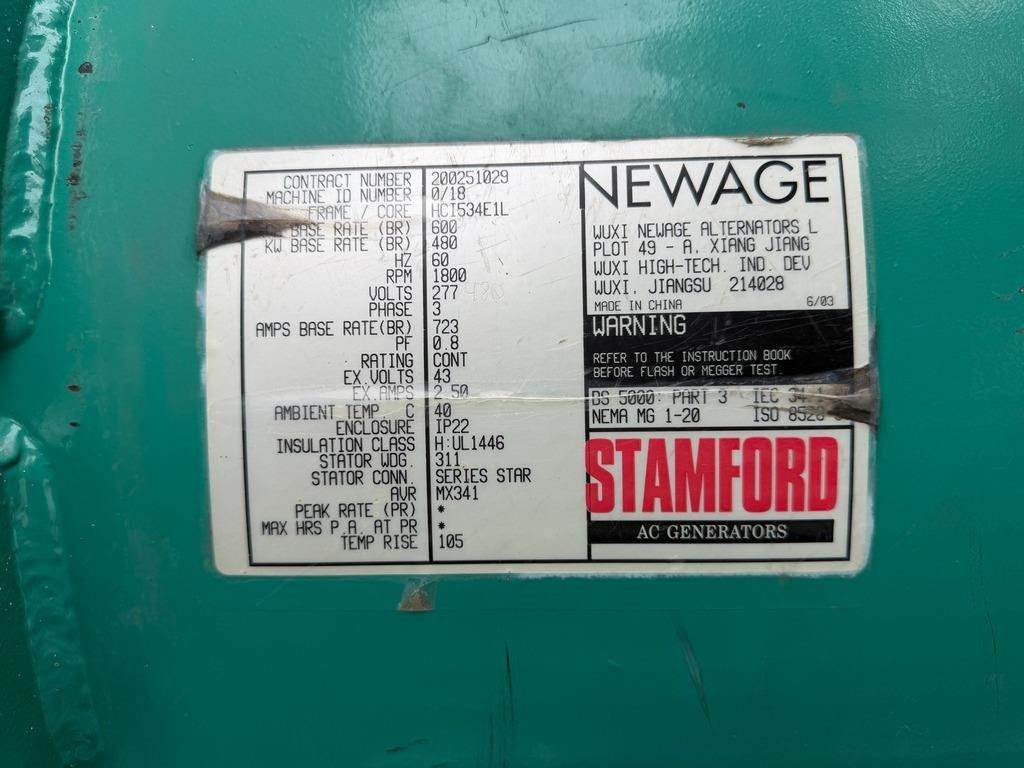 CONTRACT NUMBER 200251029
MACHINE ID NUMBER 0/18
FRAME / CORE HCI534E1L
BASE RATE (BR) 600
KW BASE RATE (BR) 480
HZ 60
RPM 1800
VOLTS 277 480
PHASE 3
AMPS BASE RATE(BR) 723
PF 0.8
RATING CONT
EX.VOLTS 43
EX.AMPS 2.50
AMBIENT TEMP. C 40
ENCLOSURE IP22
INSULATION CLASS H:UL1446
STATOR WDG. 311
STATOR CONN. SERIES STAR
AVR MX341
PEAK RATE (PR) *
MAX HRS P.A. AT PR *
TEMP RISE 105
NEWAGE
WUXI NEWAGE ALTERNATORS L
PLOT 49 - A. XIANG JIANG
WUXI HIGH-TECH. IND. DEV
WUXI. JIANGSU 214028
MADE IN CHINA 6/03
WARNING
REFER TO THE INSTRUCTION BOOK
BEFORE FLASH OR MEGGER TEST.
BS 5000: PART 3 IEC 34-1
NEMA MG 1-20 ISO 8528
STAMFORD
AC GENERATORS